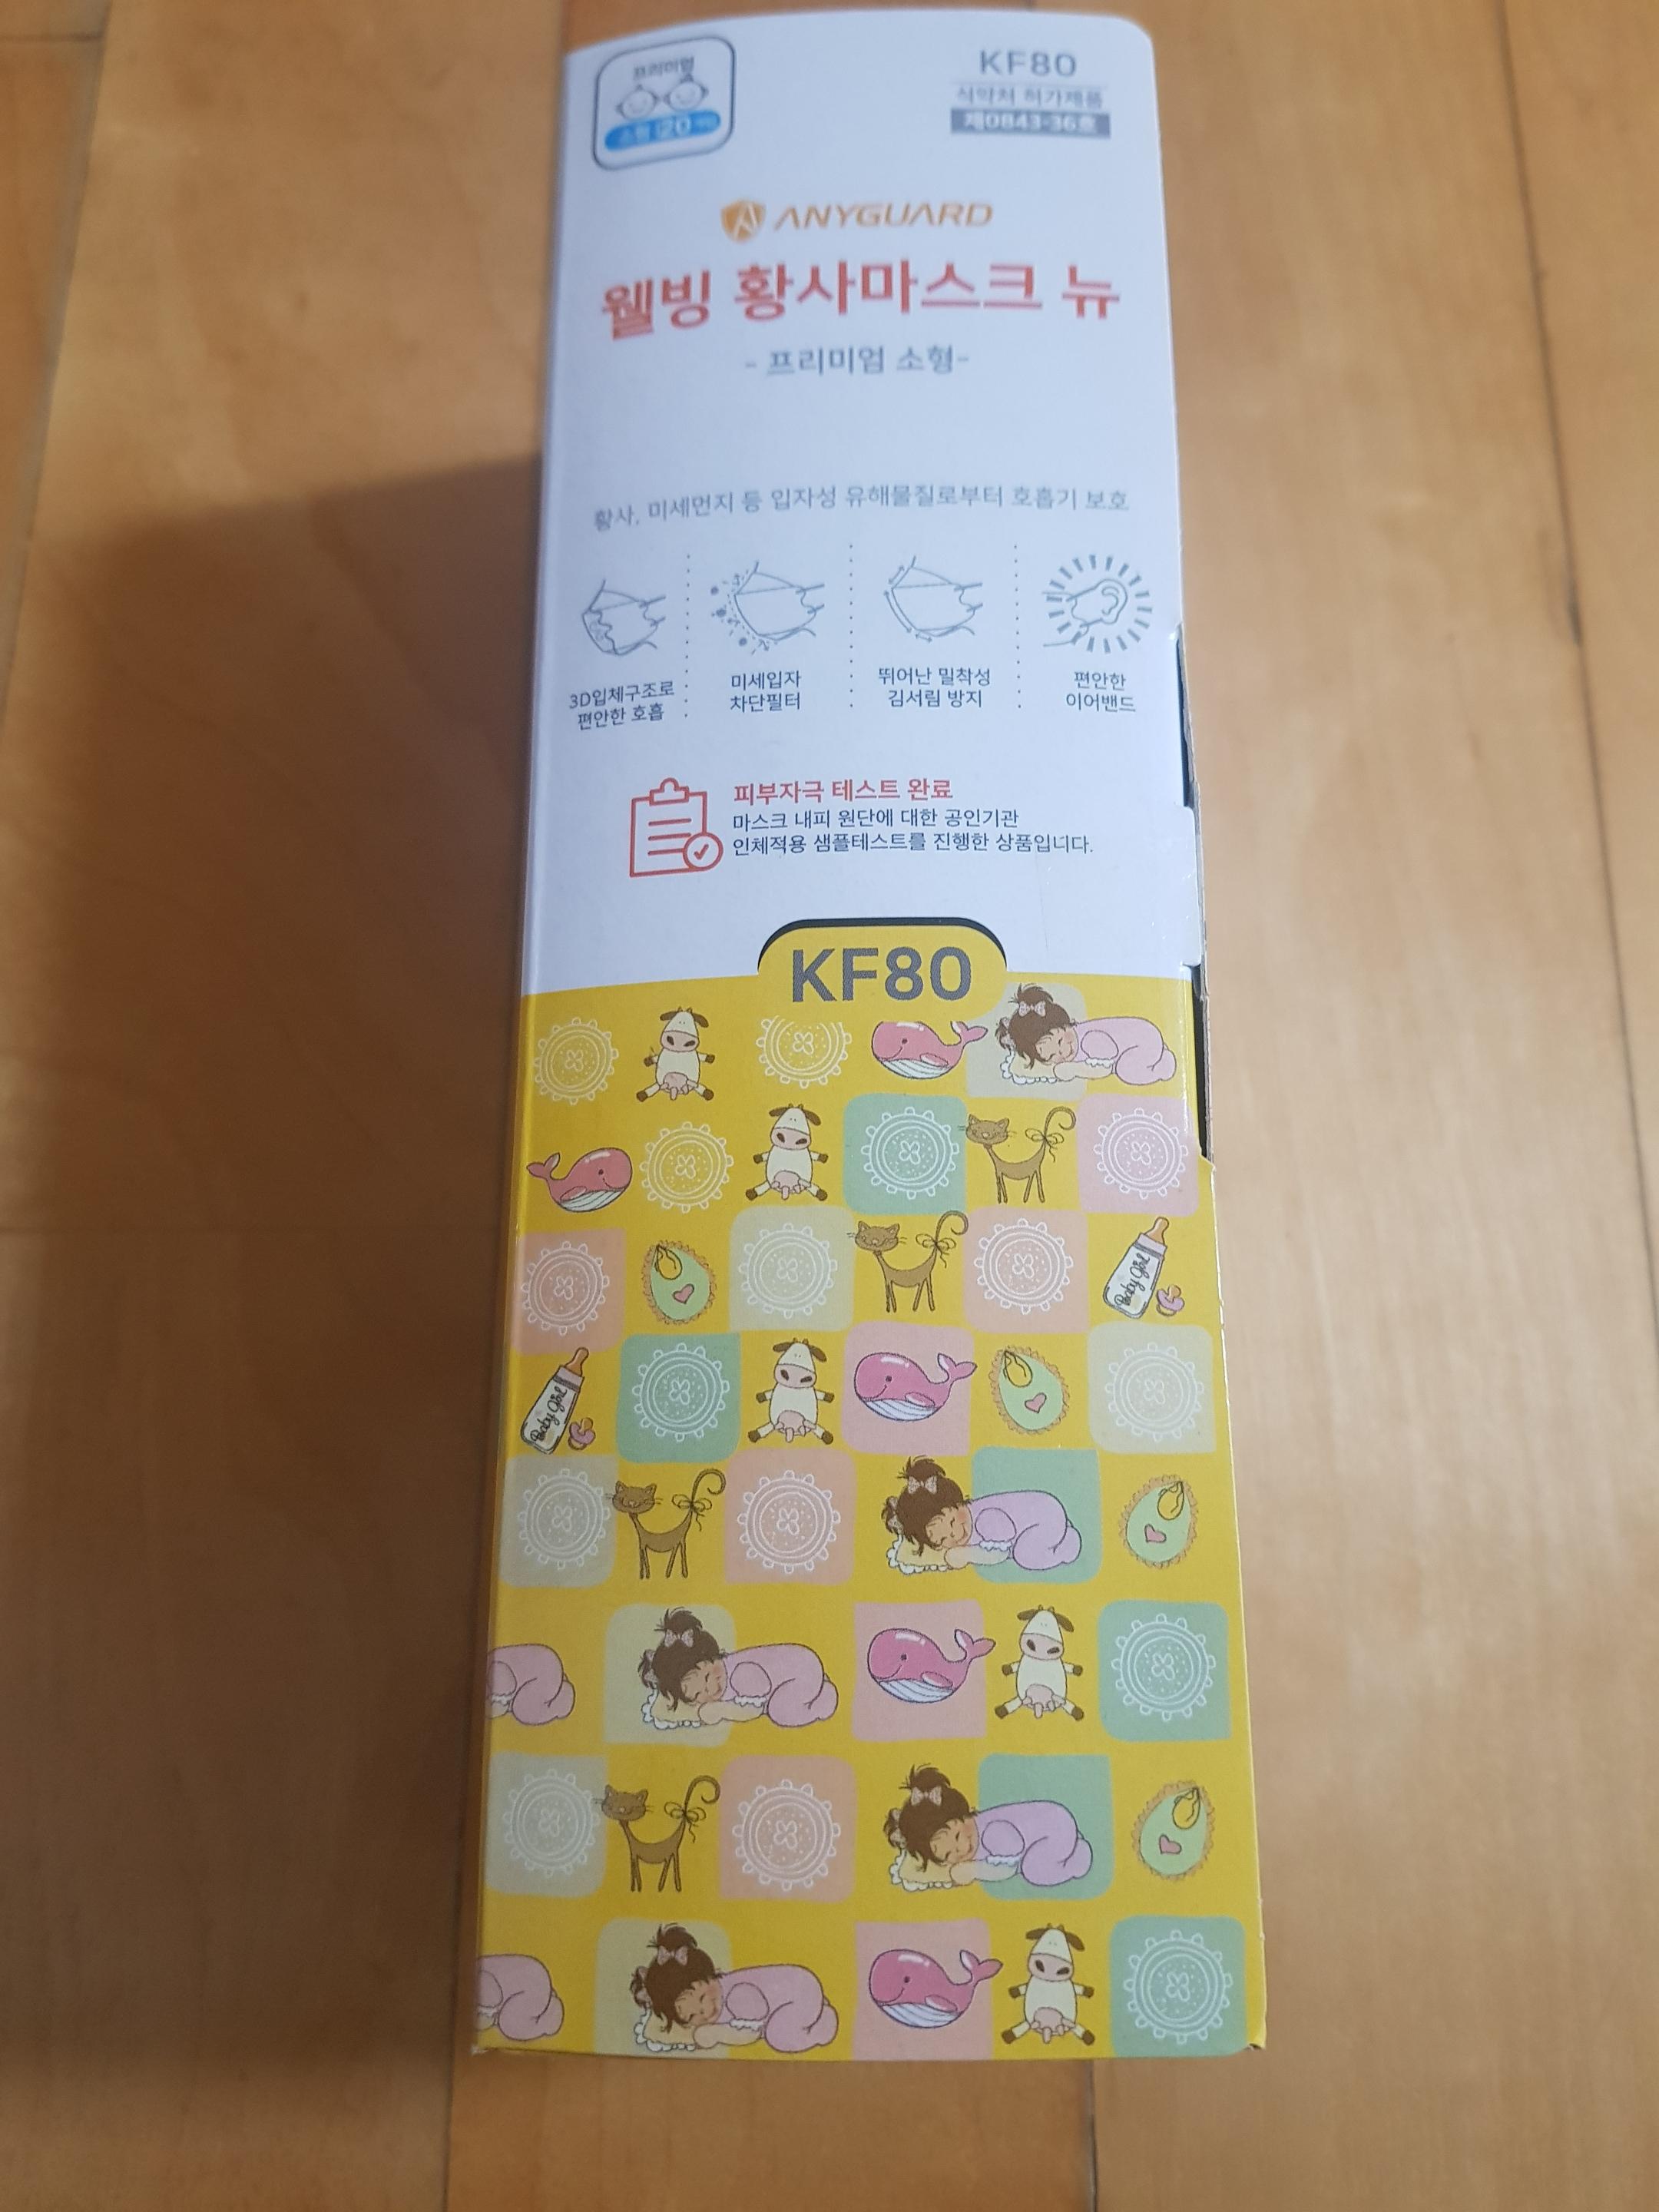 프리미엄
소형 20
KF80
식약처 허가제품
제0843-36호
ANYGUARD
웰빙 황사마스크 뉴
- 프리미엄 소형-
황사, 미세먼지 등 입자성 유해물질로부터 호흡기 보호
3D입체구조로
편안한 호흡
미세입자
차단필터
뛰어난 밀착성
김서림 방지
편안한
이어밴드
피부자극 테스트 완료
마스크 내피 원단에 대한 공인기관
인체적용 샘플테스트를 진행한 상품입니다.
KF80
Baby Girl
Baby Girl